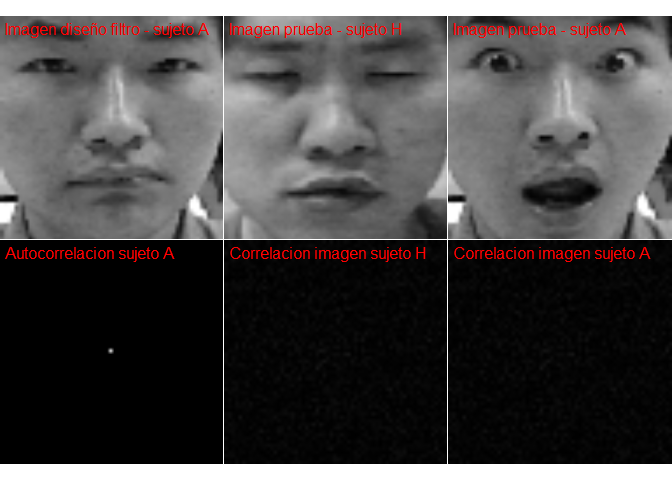 Imagen diseño filtro - sujeto A
Imagen prueba - sujeto H
Imagen prueba - sujeto A
Autocorrelacion sujeto A
Correlacion imagen sujeto H
Correlacion imagen sujeto A